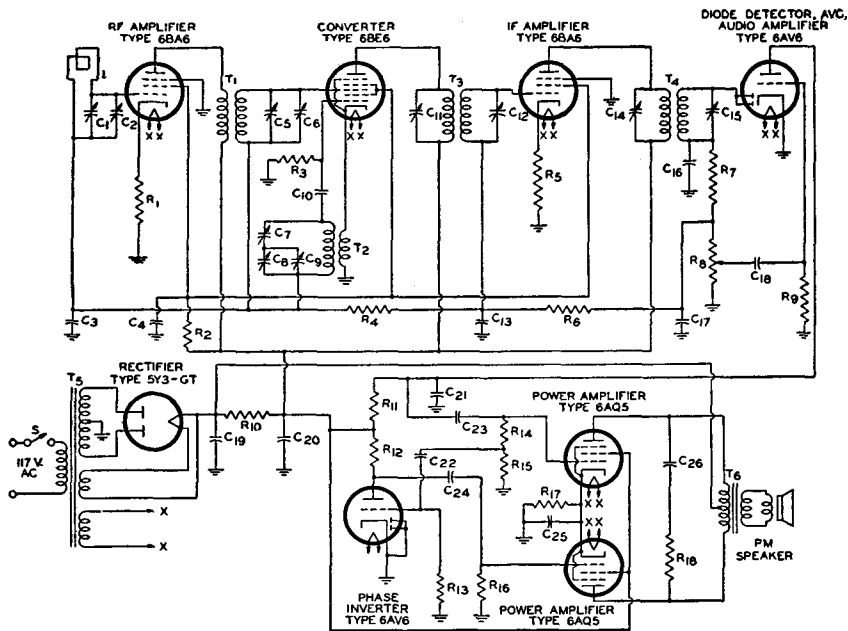 RF AMPLIFIER
TYPE 6BA6
CONVERTER
TYPE 6BE6
IF AMPLIFIER
TYPE 6BA6
DIODE DETECTOR, AVC,
AUDIO AMPLIFIER
TYPE 6AV6
L
T1
T3
T4
C1
C2
X X
C5
C6
X X
C11
C12
X X
C14
C15
X X
R1
R3
C10
R5
C16
R7
C7
C8
C9
T2
R8
C18
R9
C3
C4
R2
R4
C13
R6
C17
T5
RECTIFIER
TYPE 5Y3-GT
S
117 V.
AC
R10
C19
C20
X
X
R11
C21
C23
R12
R14
C22
R15
C24
POWER AMPLIFIER
TYPE 6AQ5
C26
T6
R17
X X
C25
X X
PM
SPEAKER
R13
R16
R18
PHASE
INVERTER
TYPE 6AV6
POWER AMPLIFIER
TYPE 6AQ5